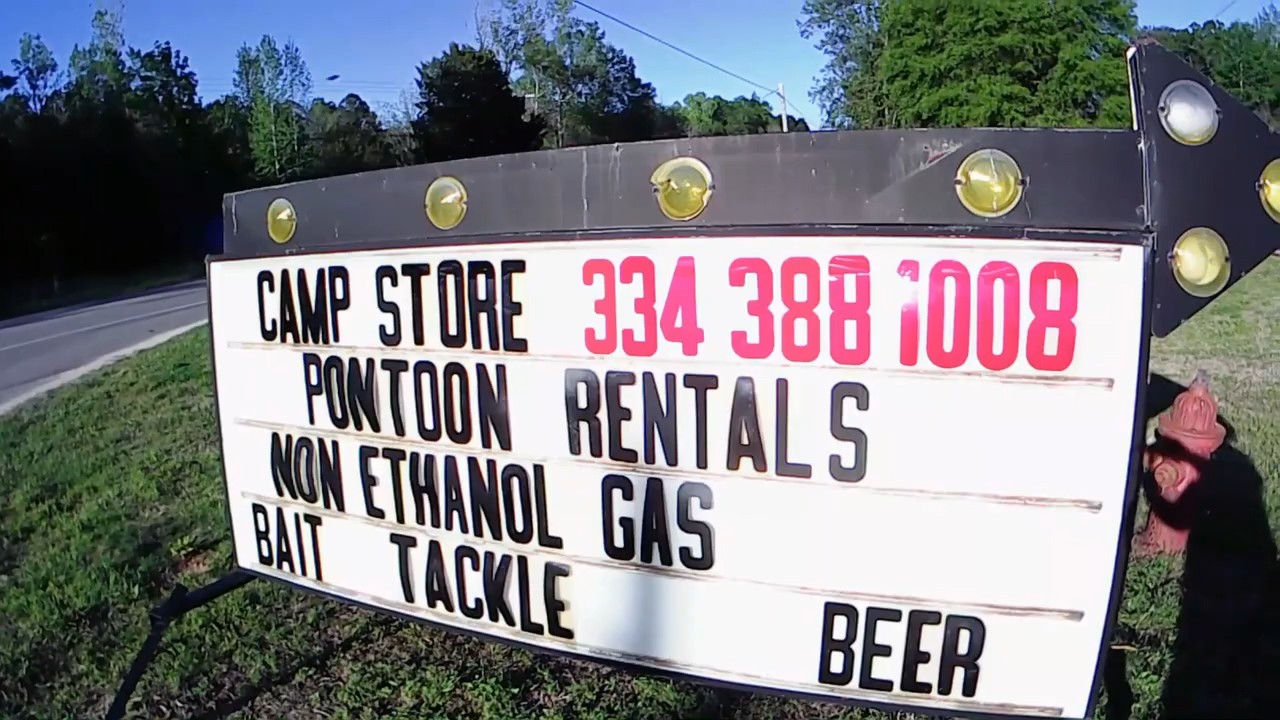 CAMP STORE 334 388 1008
PONTOON RENTALS
NON ETHANOL GAS
BAIT TACKLE BEER